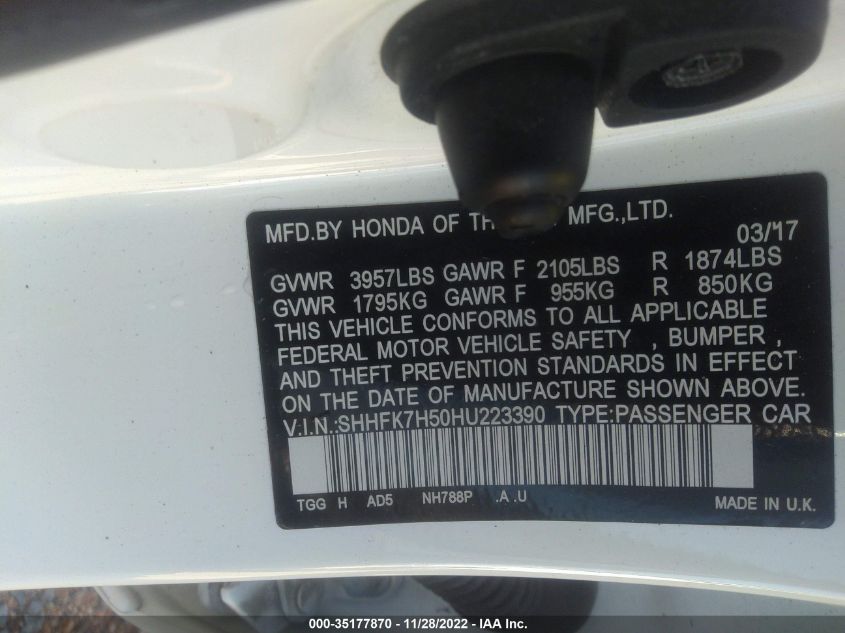 MFD.BY HONDA OF MFG.,LTD.
03/17
GVWR 3957LBS GAWR F 2105LBS R 1874LBS
GVWR 1795KG GAWR F 955KG R 850KG
THIS VEHICLE CONFORMS TO ALL APPLICABLE
FEDERAL MOTOR VEHICLE SAFETY , BUMPER ,
AND THEFT PREVENTION STANDARDS IN EFFECT
ON THE DATE OF MANUFACTURE SHOWN ABOVE.
V.I.N.:SHHFK7H50HU223390 TYPE:PASSENGER CAR
TGG H AD5 NH788P .A .U MADE IN U.K.
000-35177870 - 11/28/2022 - IAA Inc.